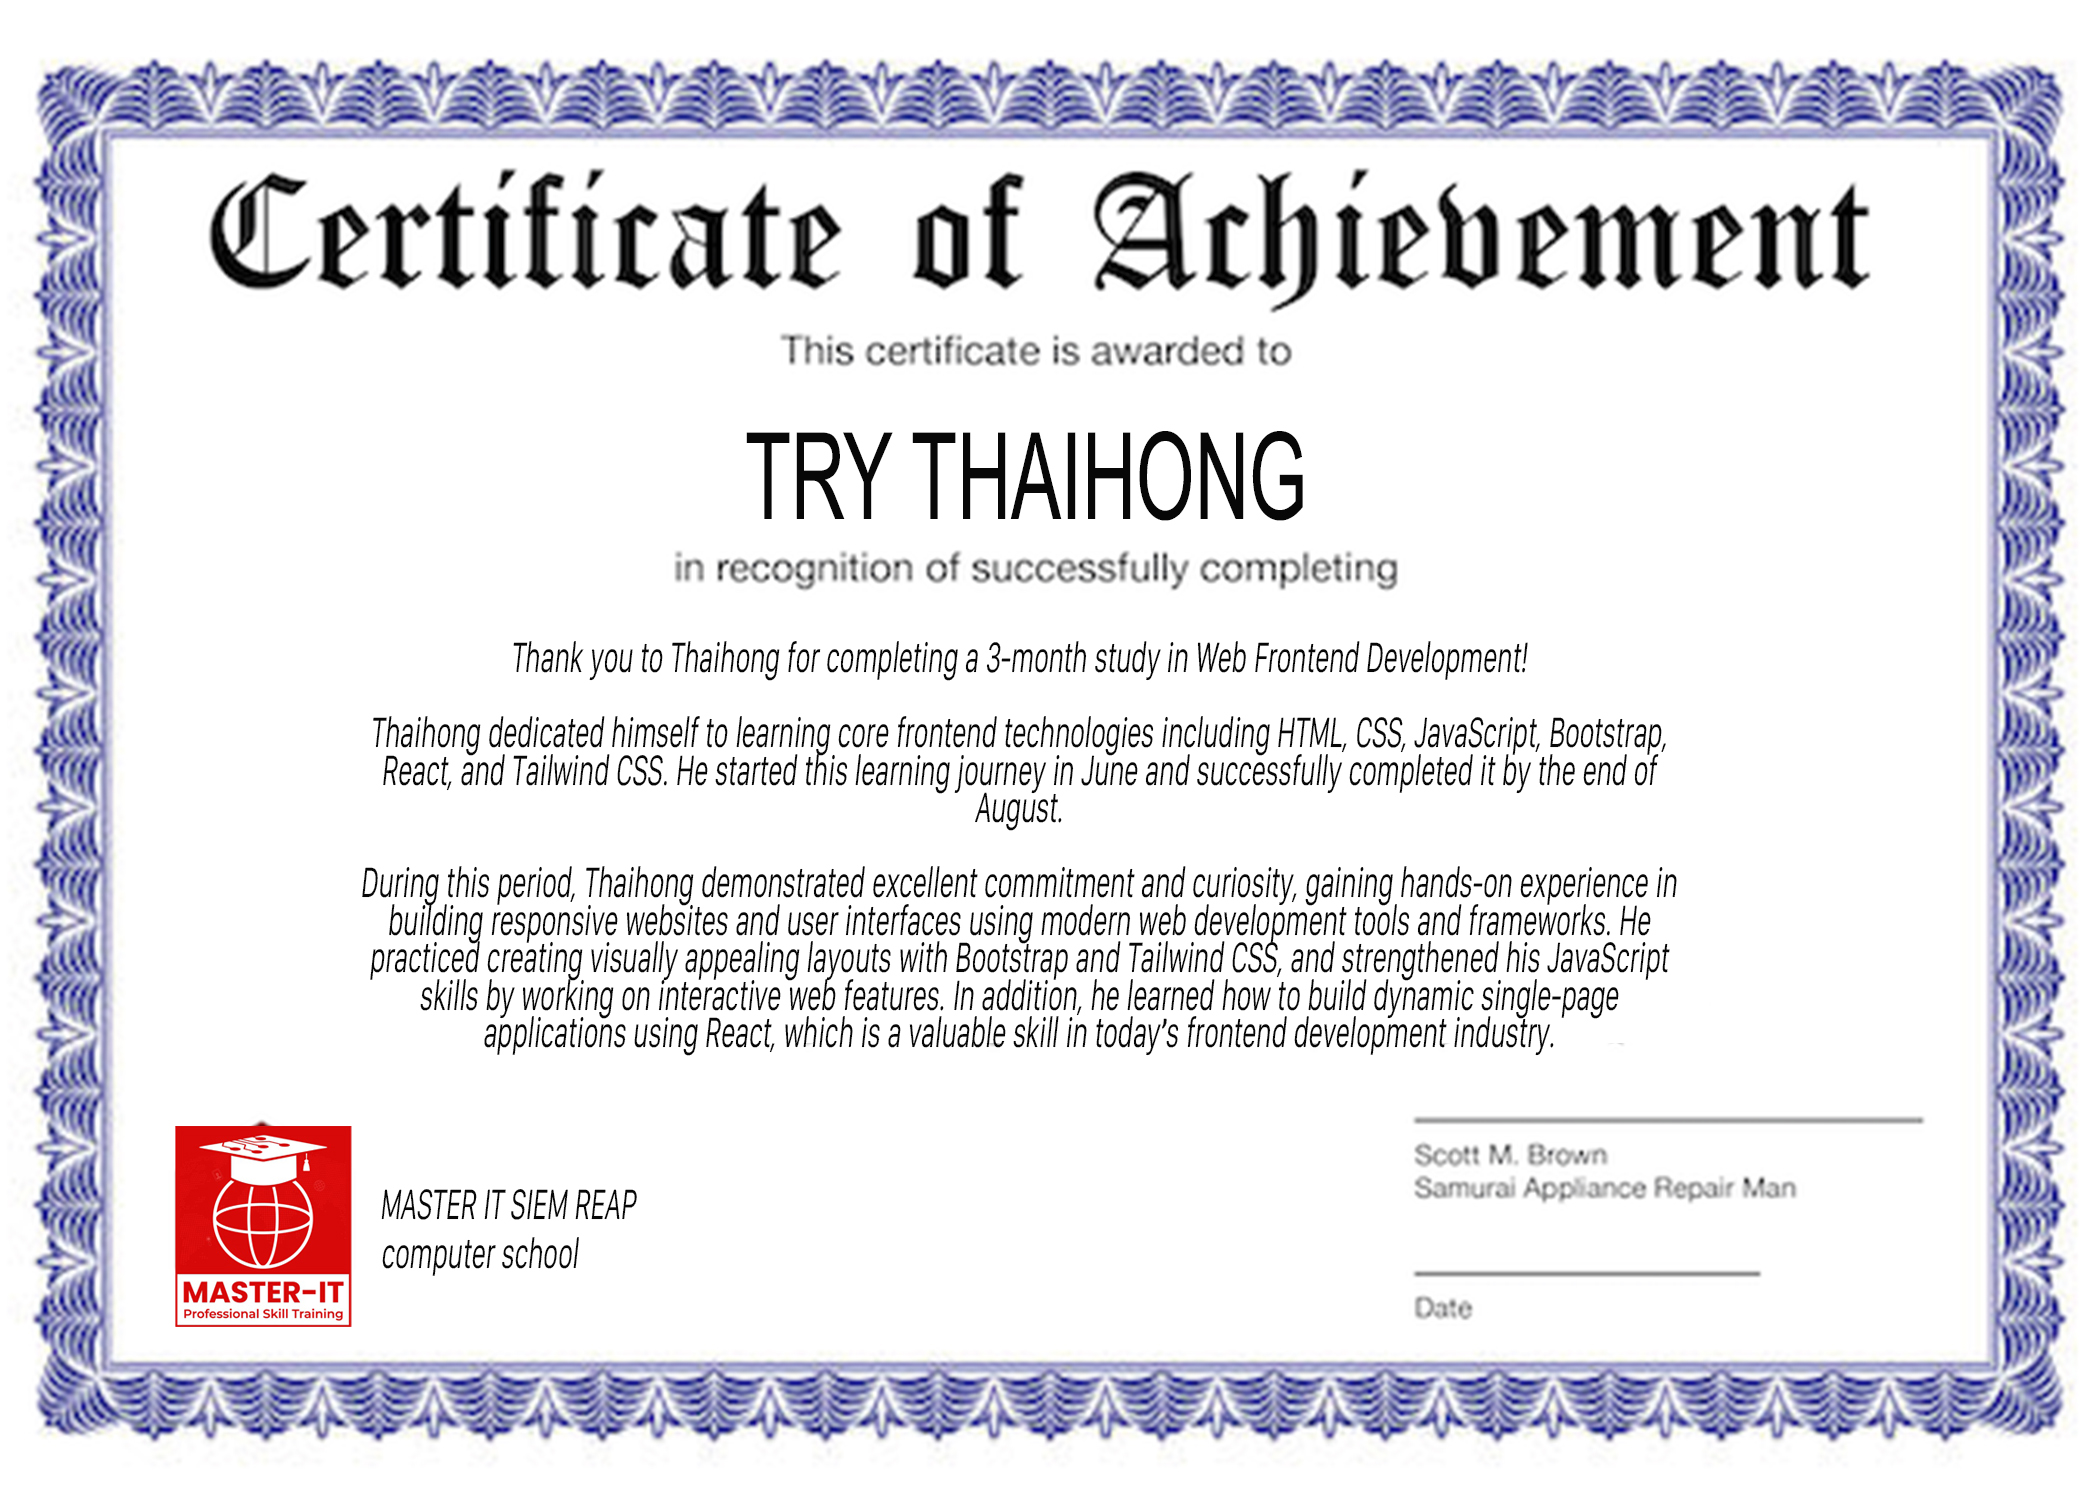 Certificate of Achievement
This certificate is awarded to
TRY THAIHONG
in recognition of successfully completing
Thank you to Thaihong for completing a 3-month study in Web Frontend Development!
Thaihong dedicated himself to learning core frontend technologies including HTML, CSS, JavaScript, Bootstrap,
React, and Tailwind CSS. He started this learning journey in June and successfully completed it by the end of
August.
During this period, Thaihong demonstrated excellent commitment and curiosity, gaining hands-on experience in
building responsive websites and user interfaces using modern web development tools and frameworks. He
practiced creating visually appealing layouts with Bootstrap and Tailwind CSS, and strengthened his JavaScript
skills by working on interactive web features. In addition, he learned how to build dynamic single-page
applications using React, which is a valuable skill in today's frontend development industry.
MASTER-IT
Professional Skill Training
MASTER IT SIEM REAP
computer school
Scott M. Brown
Samurai Appliance Repair Man
Date